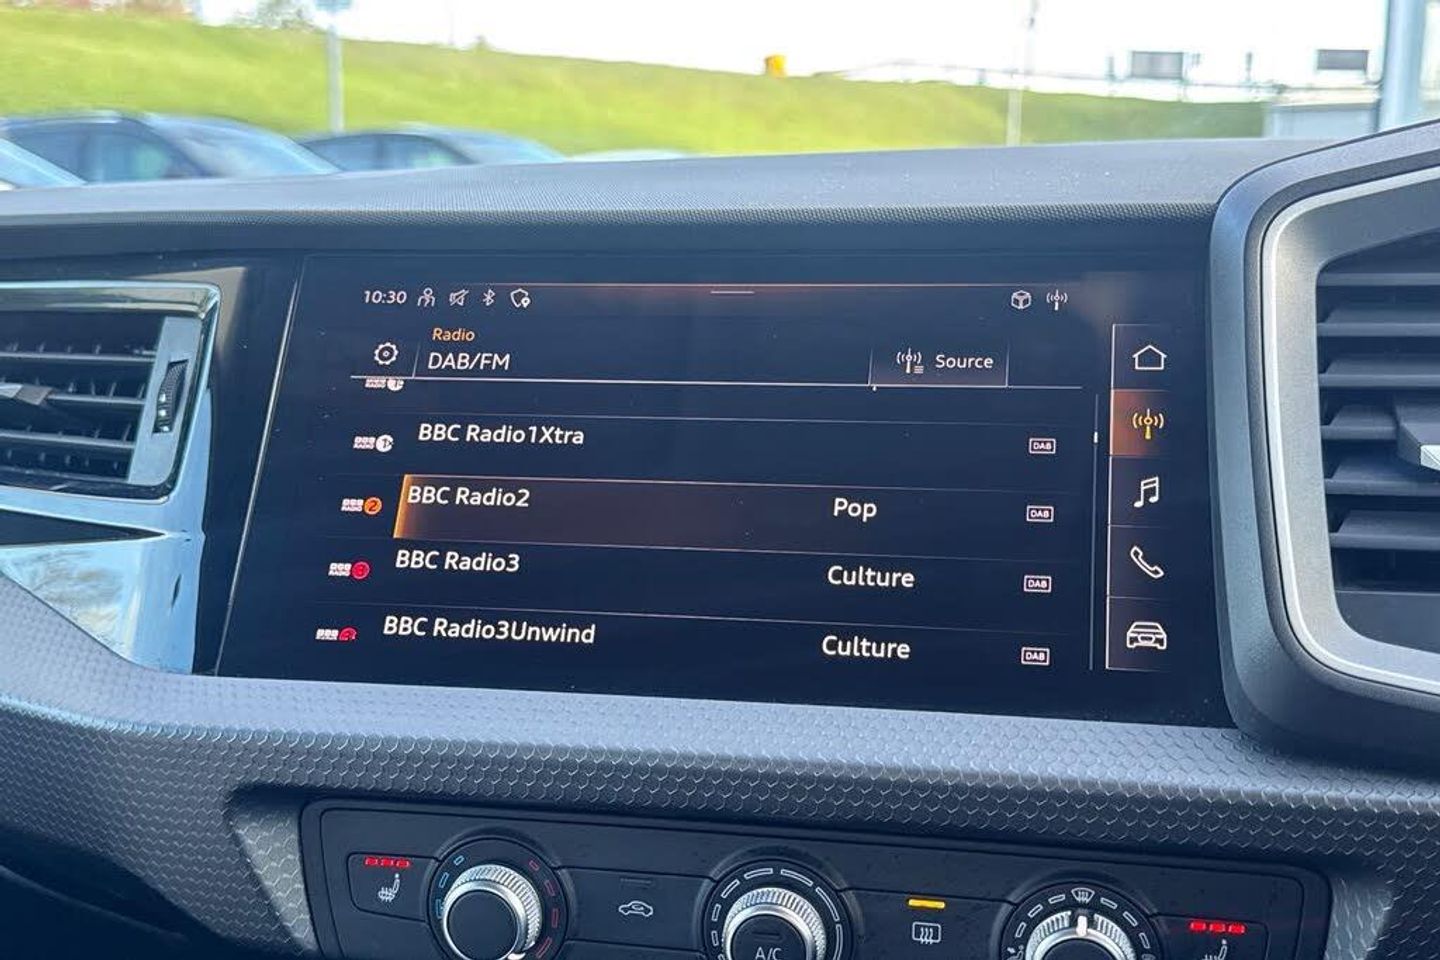 10:30
Radio
DAB/FM
Source
BBC Radio1Xtra
DAB
BBC Radio2
Pop
DAB
BBC Radio3
Culture
DAB
BBC Radio3Unwind
Culture
DAB
A/C